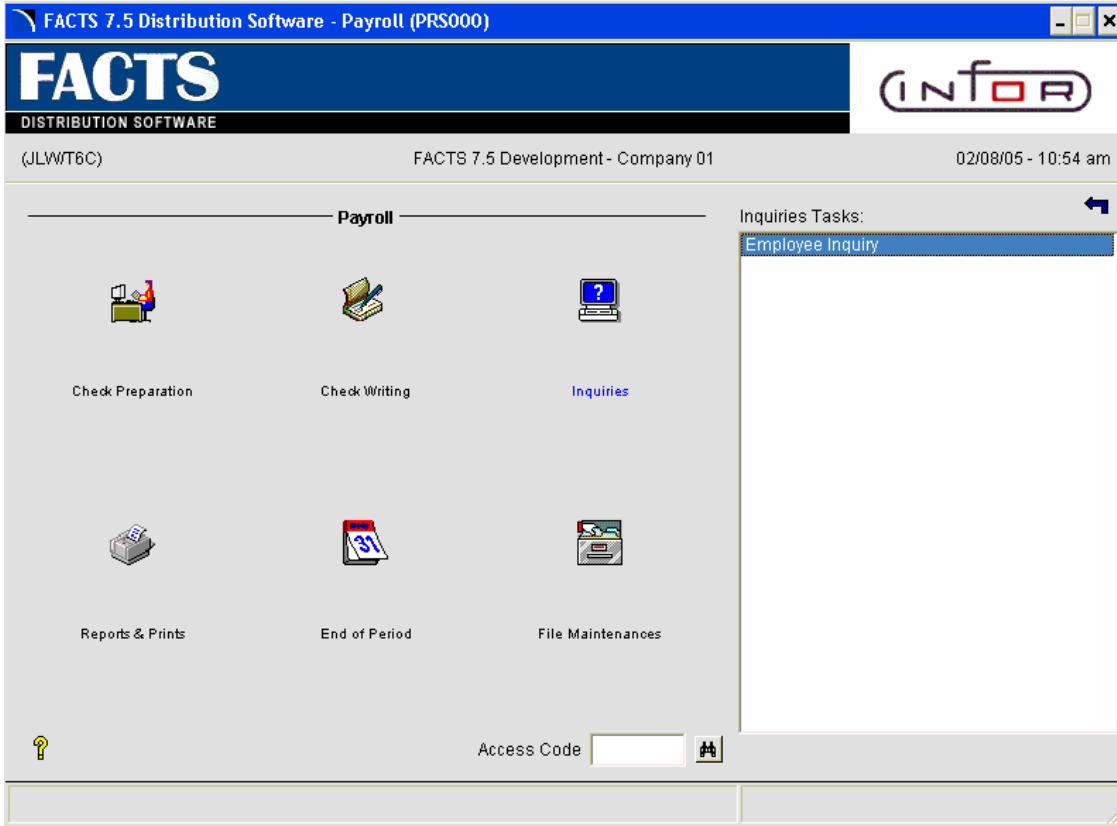 FACTS 7.5 Distribution Software - Payroll (PRS000)
FACTS
DISTRIBUTION SOFTWARE
INFOR
(JLW/T6C) FACTS 7.5 Development - Company 01 02/08/05 - 10:54 am
Payroll
Inquiries Tasks:
Employee Inquiry
?
Check Preparation Check Writing Inquiries
31
Reports & Prints End of Period File Maintenances
?
Access Code